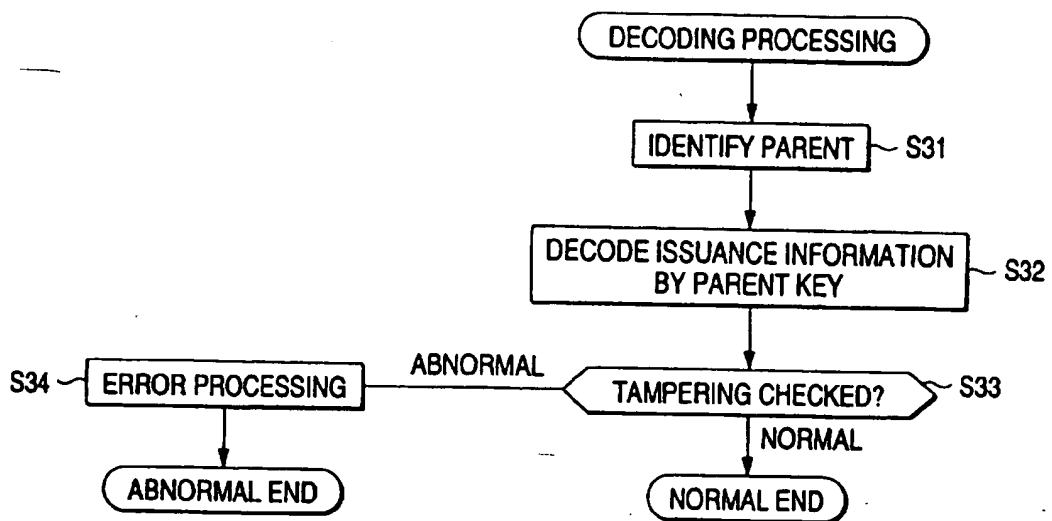 DECODING PROCESSING
IDENTIFY PARENT
S31
DECODE ISSUANCE INFORMATION
BY PARENT KEY
S32
ABNORMAL
S34
ERROR PROCESSING
TAMPERING CHECKED?
S33
NORMAL
ABNORMAL END
NORMAL END